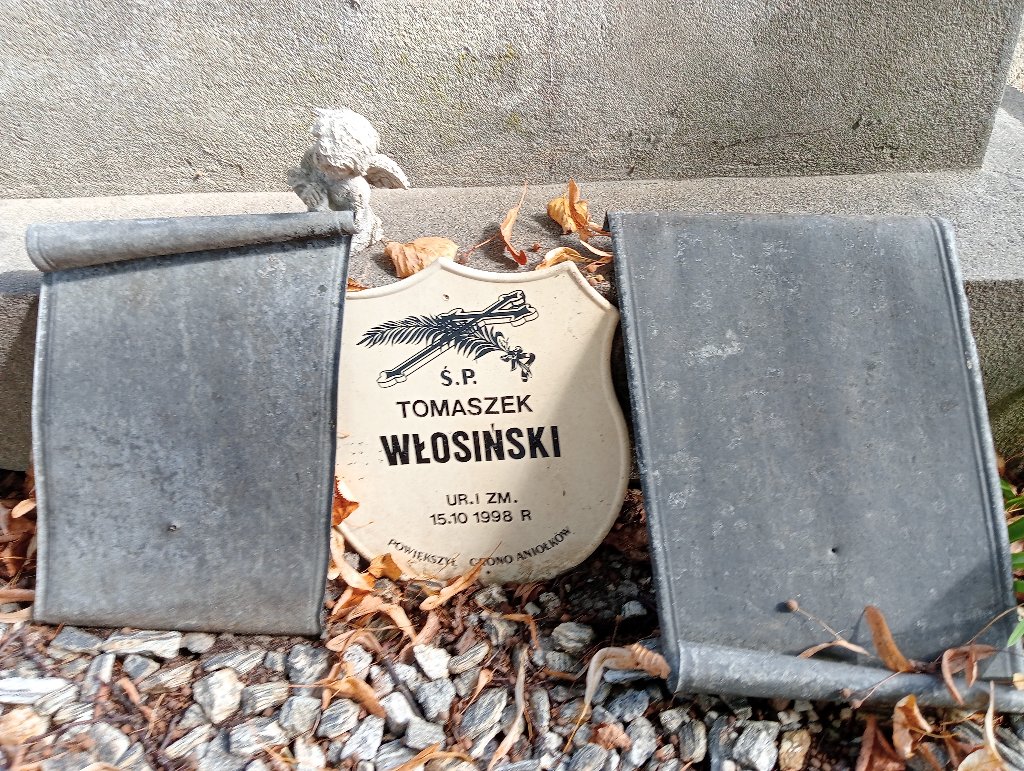 Ś.P.
TOMASZEK
WŁOSIŃSKI
UR.I ZM.
15.10 1998 R
POWIĘKSZYŁ GRONO ANIOŁKÓW